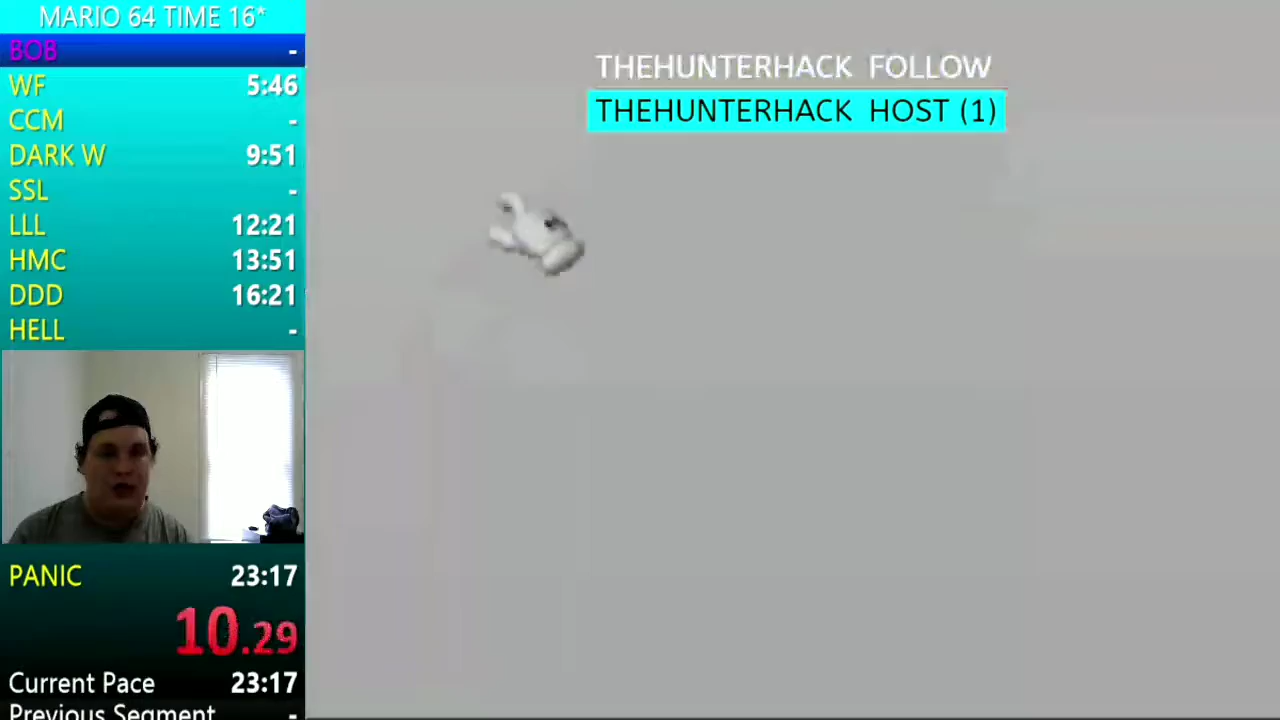 MARIO 64 TIME 16*
BOB -
WF 5:46
CCM -
DARK W 9:51
SSL -
LLL 12:21
HMC 13:51
DDD 16:21
HELL -
PANIC 23:17
10.29
Current Pace 23:17
Previous Segment -
THEHUNTERHACK FOLLOW
THEHUNTERHACK HOST (1)